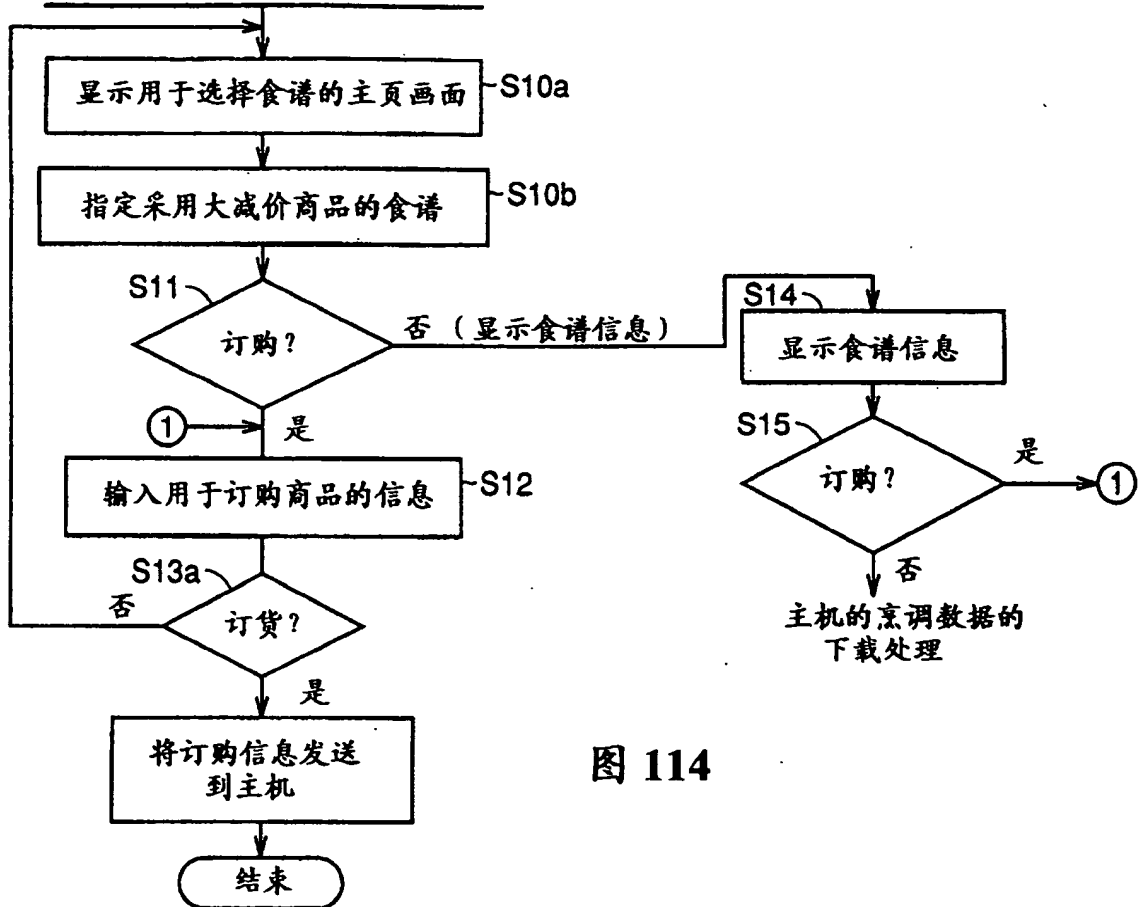 显示用于选择食谱的主页画面
S10a
指定采用大减价商品的食谱
S10b
S11
订购？
否（显示食谱信息）
S14
显示食谱信息
S15
订购？
是
①
否
主机的烹调数据的
下载处理
①
是
输入用于订购商品的信息
S12
S13a
否
订货？
是
将订购信息发送
到主机
结束
图 114